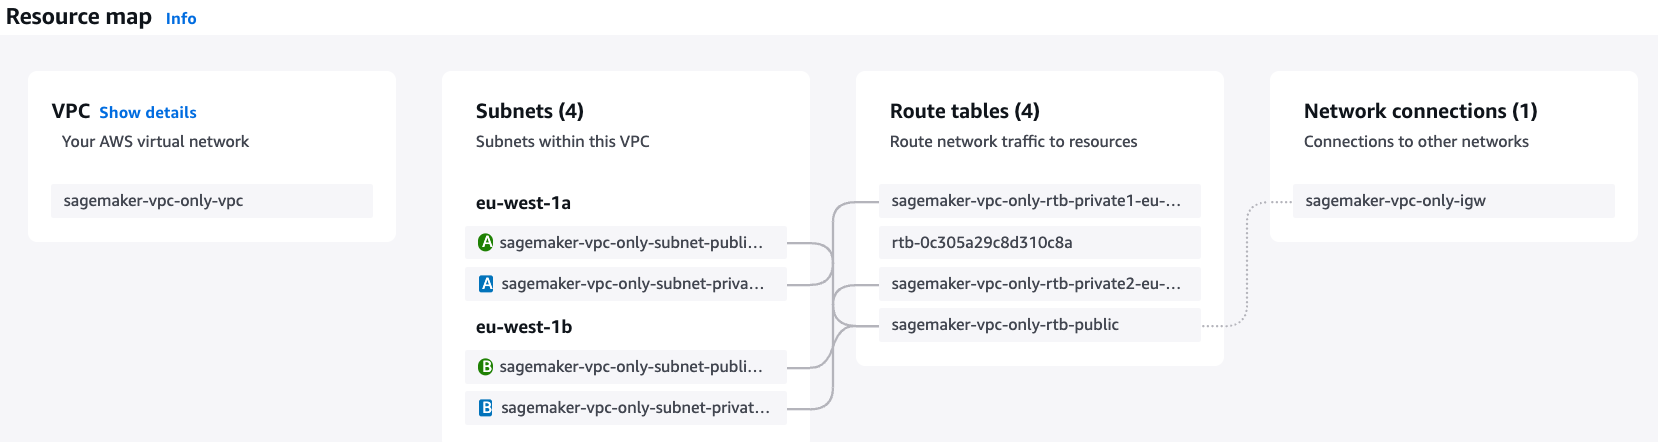 Resource map Info
VPC Show details
Your AWS virtual network
sagemaker-vpc-only-vpc
Subnets (4)
Subnets within this VPC
eu-west-1a
A sagemaker-vpc-only-subnet-publi...
A sagemaker-vpc-only-subnet-priva...
eu-west-1b
B sagemaker-vpc-only-subnet-publi...
B sagemaker-vpc-only-subnet-privat...
Route tables (4)
Route network traffic to resources
sagemaker-vpc-only-rtb-private1-eu-...
rtb-0c305a29c8d310c8a
sagemaker-vpc-only-rtb-private2-eu-...
sagemaker-vpc-only-rtb-public
Network connections (1)
Connections to other networks
sagemaker-vpc-only-igw